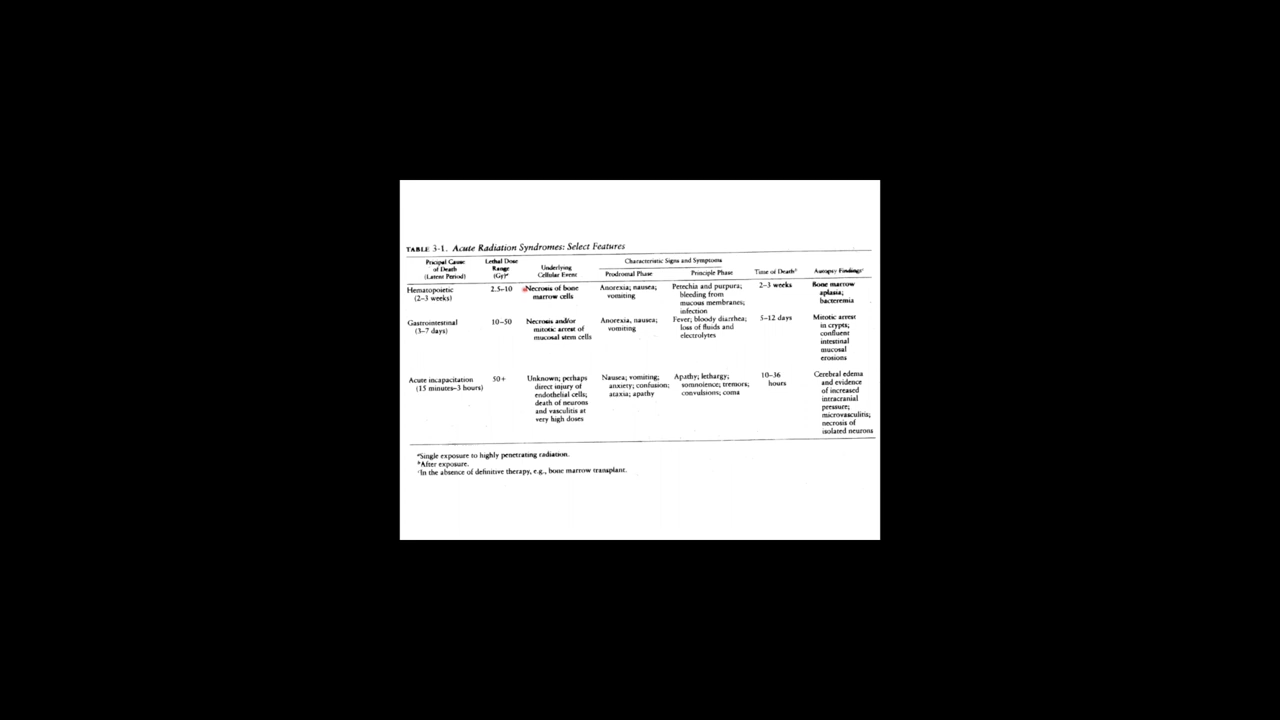 TABLE 3-1. Acute Radiation Syndromes: Select Features
Pricipal Cause of Death (Latent Period)
Lethal Dose Range (Gy)ᵃ
Underlying Cellular Event
Characteristic Signs and Symptoms
Prodromal Phase
Principle Phase
Time of Deathᵇ
Autopsy Findingsᶜ
Hematopoietic
(2–3 weeks)
2.5–10
Necrosis of bone
marrow cells
Anorexia; nausea;
vomiting
Petechia and purpura;
bleeding from
mucous membranes;
infection
2–3 weeks
Bone marrow
aplasia;
bacteremia
Gastrointestinal
(3–7 days)
10–50
Necrosis and/or
mitotic arrest of
mucosal stem cells
Anorexia, nausea;
vomiting
Fever; bloody diarrhea;
loss of fluids and
electrolytes
5–12 days
Mitotic arrest
in crypts;
confluent
intestinal
mucosal
erosions
Acute incapacitation
(15 minutes–3 hours)
50+
Unknown; perhaps
direct injury of
endothelial cells;
death of neurons
and vasculitis at
very high doses
Nausea; vomiting;
anxiety; confusion;
ataxia; apathy
Apathy; lethargy;
somnolence; tremors;
convulsions; coma
10–36
hours
Cerebral edema
and evidence
of increased
intracranial
pressure;
microvasculitis;
necrosis of
isolated neurons
ᵃSingle exposure to highly penetrating radiation.
ᵇAfter exposure.
ᶜIn the absence of definitive therapy, e.g., bone marrow transplant.